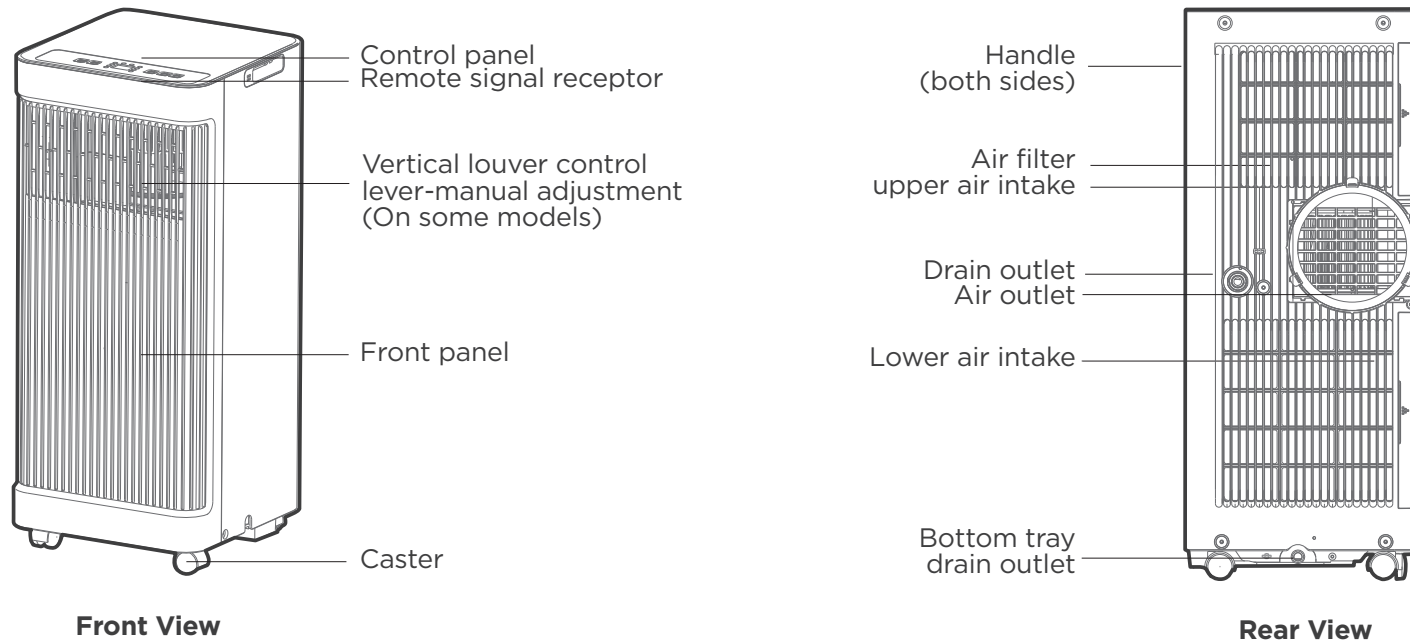 Control panel
Remote signal receptor
Vertical louver control
lever-manual adjustment
(On some models)
Front panel
Caster
Front View
Handle
(both sides)
Air filter
upper air intake
Drain outlet
Air outlet
Lower air intake
Bottom tray
drain outlet
Rear View